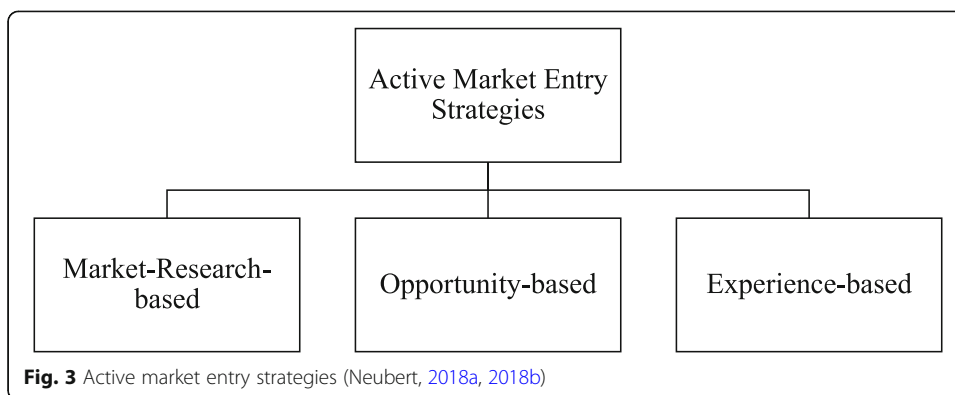 Active Market Entry
Strategies
Market-Research-
based
Opportunity-based
Experience-based
Fig. 3 Active market entry strategies (Neubert, 2018a, 2018b)